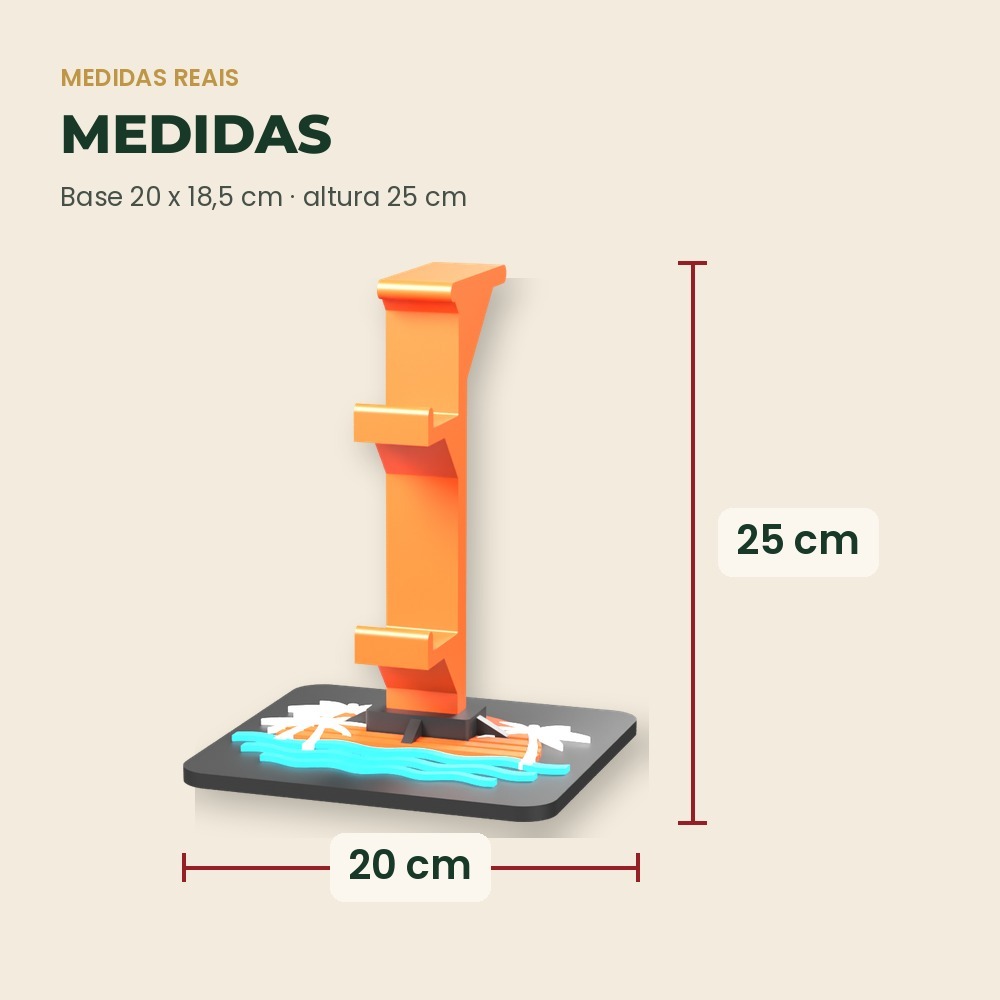 MEDIDAS REAIS
MEDIDAS
Base 20 x 18,5 cm · altura 25 cm
25 cm
20 cm